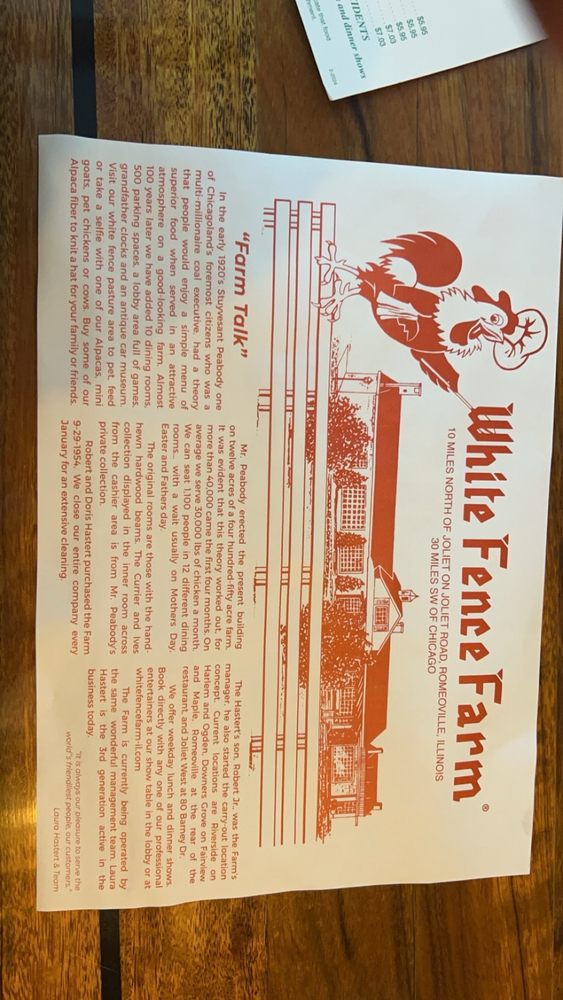 White Fence Farm®
10 MILES NORTH OF JOLIET ON JOLIET ROAD, ROMEOVILLE, ILLINOIS
30 MILES SW OF CHICAGO
"Farm Talk"
In the early 1920's Stuyvesant Peabody one
of Chicagoland's foremost citizens who was a
multi-millionaire coal executive, had a theory
that people would enjoy a simple menu of
superior food when served in an attractive
atmosphere on a good-looking farm. Almost
100 years later we have added 10 dining rooms,
500 parking spaces, a lobby area full of games,
grandfather clocks and an antique car museum.
Visit our white fence pasture area to pet, feed
or take a selfie with one of our Alpacas, mini
goats, pet chickens or cows. Buy some of our
Alpaca fiber to knit a hat for your family or friends.
Mr. Peabody erected the present building
on twelve acres of a four hundred-fifty acre farm.
It was evident that this theory worked out, for
more than 40,000 came the first four months. On
average we serve 30,000 lbs of chicken a month.
We can seat 1,100 people in 12 different dining
rooms... with a wait usually on Mothers Day,
Easter and Fathers day.
The original rooms are those with the hand-
hewn hardwood beams. The Currier and Ives
collection displayed in the inner room across
from the cashier area is from Mr. Peabody's
private collection.
Robert and Doris Hastert purchased the Farm
9-29-1954. We close our entire company every
January for an extensive cleaning.
The Hastert's son, Robert Jr. was the Farm's
manager, he also started the carry-out location
concept. Current locations are Riverside on
Harlem and Ogden, Downers Grove on Fairview
and Maple, Romeoville at the rear of the
restaurant and Joliet West at 80 Barney Dr.
We offer weekday lunch and dinner shows.
Book directly with any one of our professional
entertainers at our show table in the lobby or at
whitefencefarm-il.com
The Farm is currently being operated by
the same wonderful management team. Laura
Hastert is the 3rd generation active in the
business today.
"It is always our pleasure to serve the
world's friendliest people, our customers."
Laura Hastert & Team
$5.95
$5.95
$5.95
$7.03
$7.03
IDENTS
and dinner shows